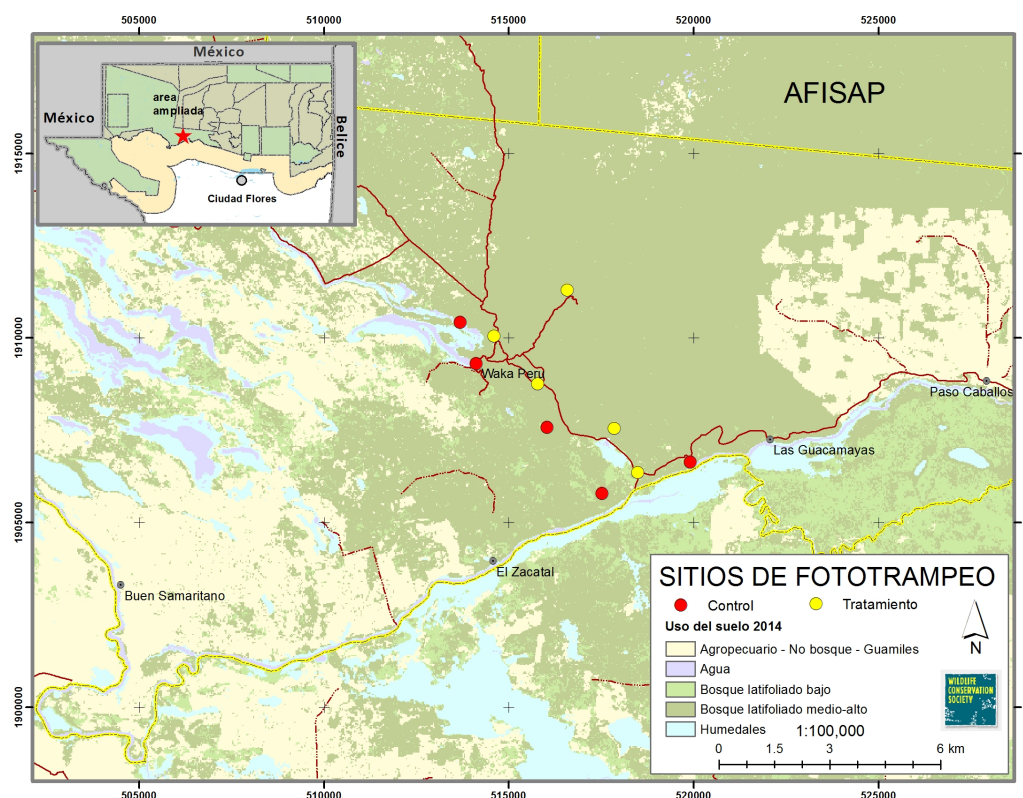 505000 510000 515000 520000 525000
México
area
ampliada
México
Belice
Ciudad Flores
AFISAP
1915000
1910000
1905000
1900000
Waka Peru
Paso Caballos
Las Guacamayas
El Zacatal
Buen Samaritano
SITIOS DE FOTOTRAMPEO
Control Tratamiento
Uso del suelo 2014
Agropecuario - No bosque - Guamiles
Agua
Bosque latifoliado bajo
Bosque latifoliado medio-alto
Humedales 1:100,000
N
WILDLIFE
CONSERVATION
SOCIETY
0 1.5 3 6 km
505000 510000 515000 520000 525000